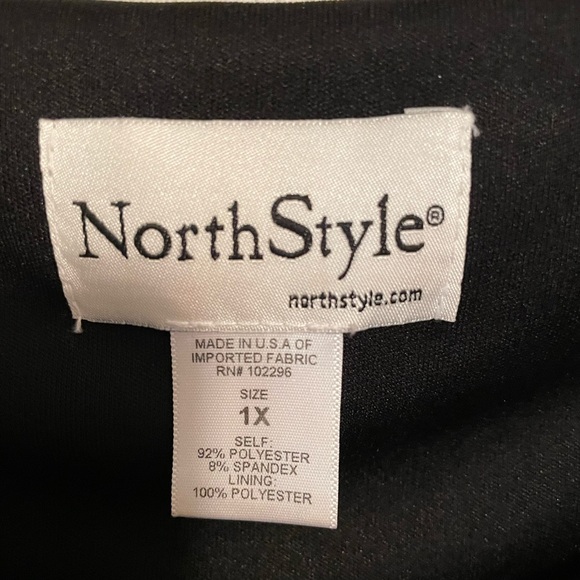 NorthStyle®
northstyle.com
MADE IN U.S.A OF
IMPORTED FABRIC
RN# 102296
SIZE
1X
SELF:
92% POLYESTER
8% SPANDEX
LINING:
100% POLYESTER